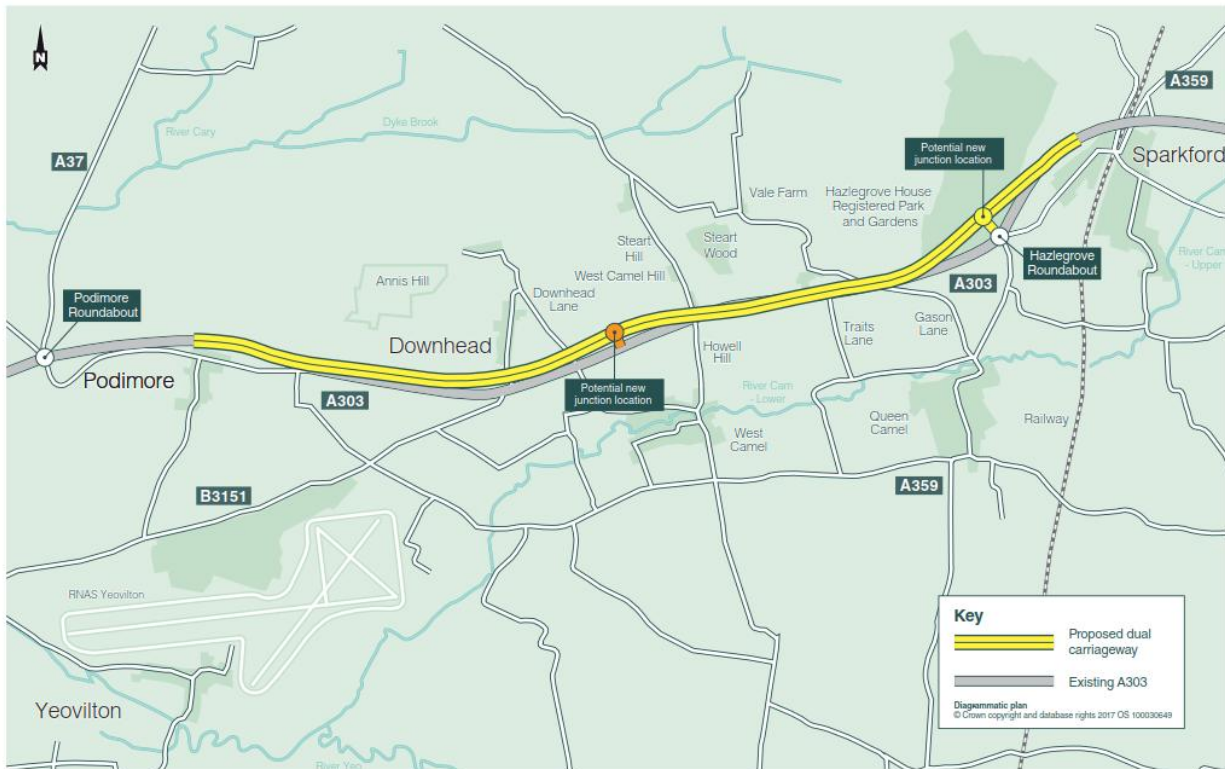 N
A359
Sparkford
River Cary
Dyke Brook
A37
Potential new
junction location
Vale Farm
Hazlegrove House
Registered Park
and Gardens
Steart
Hill
Steart
Wood
West Camel Hill
River Cam
- Upper
Hazlegrove
Roundabout
A303
Annis Hill
Downhead
Lane
Podimore
Roundabout
Downhead
Gason
Lane
Traits
Lane
Howell
Hill
Podimore
Potential new
junction location
A303
River Cam
- Lower
Queen
Camel
Railway
West
Camel
A359
B3151
RNAS Yeovilton
Yeovilton
River Yeo
Key
Proposed dual
carriageway
Existing A303
Diagrammatic plan
© Crown copyright and database rights 2017 OS 100030649